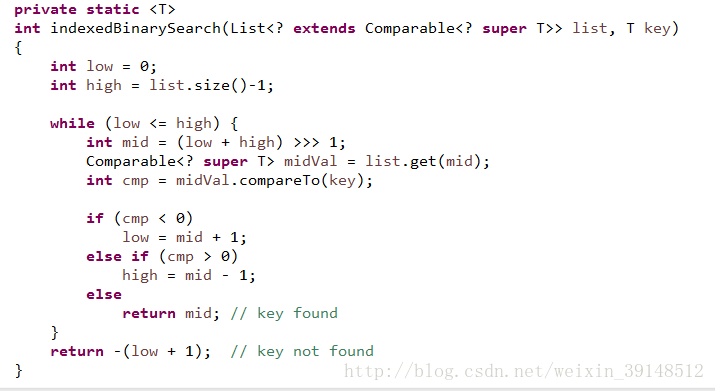 private static <T>
int indexedBinarySearch(List<? extends Comparable<? super T>> list, T key)
{
    int low = 0;
    int high = list.size()-1;

    while (low <= high) {
        int mid = (low + high) >>> 1;
        Comparable<? super T> midVal = list.get(mid);
        int cmp = midVal.compareTo(key);

        if (cmp < 0)
            low = mid + 1;
        else if (cmp > 0)
            high = mid - 1;
        else
            return mid; // key found
    }
    return -(low + 1);  // key not found
}
http://blog.csdn.net/weixin_39148512